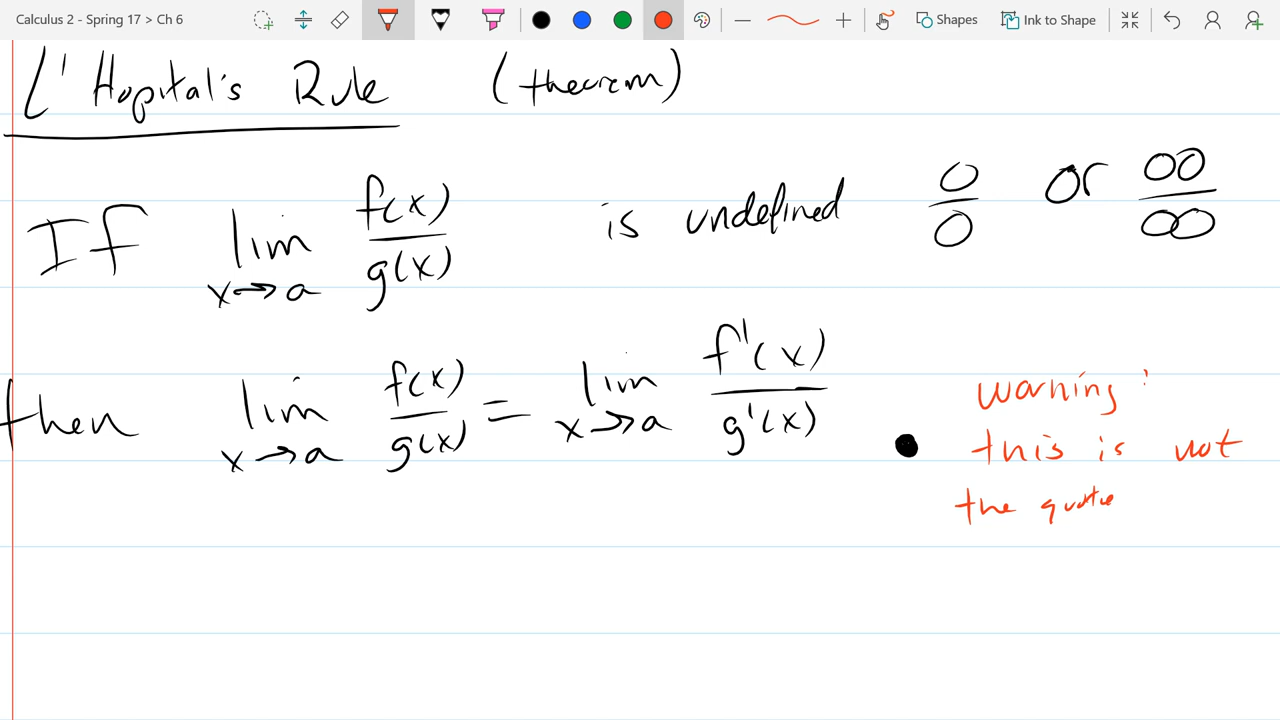 Calculus 2 - Spring 17 > Ch 6
Shapes
Ink to Shape
L'Hopital's Rule (theorem)
If lim x→a f(x)/g(x) is undefined 0/0 or ∞/∞
then lim x→a f(x)/g(x) = lim x→a f'(x)/g'(x)
warning:
this is not
the quotie